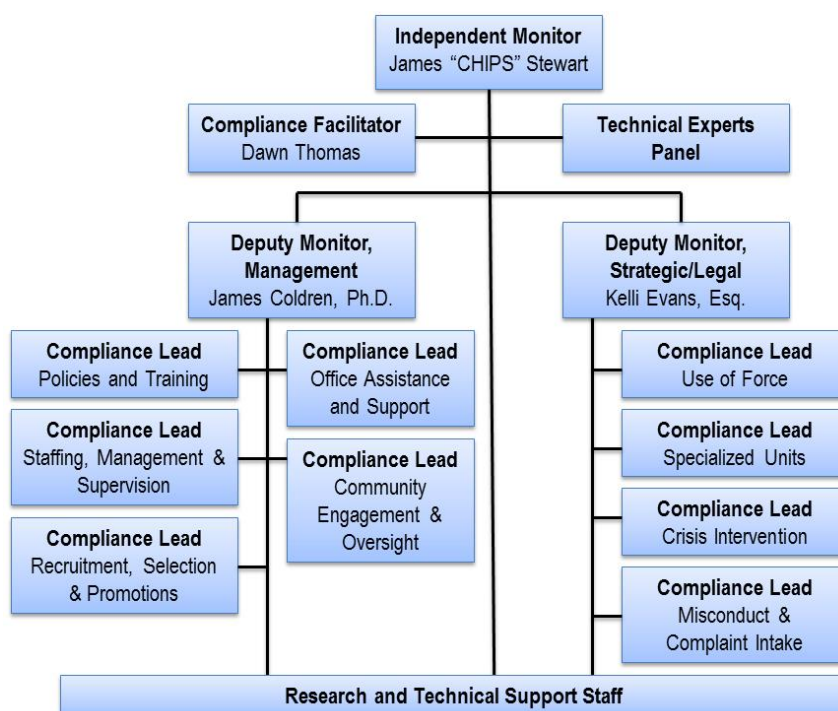 Independent Monitor
James “CHIPS” Stewart
Compliance Facilitator
Dawn Thomas
Technical Experts
Panel
Deputy Monitor,
Management
James Coldren, Ph.D.
Deputy Monitor,
Strategic/Legal
Kelli Evans, Esq.
Compliance Lead
Policies and Training
Compliance Lead
Office Assistance
and Support
Compliance Lead
Staffing, Management &
Supervision
Compliance Lead
Community
Engagement &
Oversight
Compliance Lead
Recruitment, Selection
& Promotions
Compliance Lead
Use of Force
Compliance Lead
Specialized Units
Compliance Lead
Crisis Intervention
Compliance Lead
Misconduct &
Complaint Intake
Research and Technical Support Staff